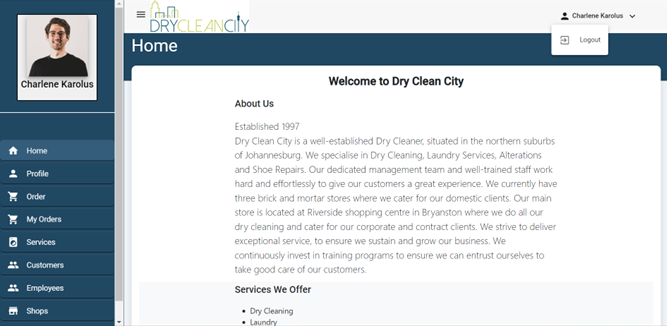 DRYCLEANCITY
Charlene Karolus
Logout
Home
Charlene Karolus
Home
Profile
Order
My Orders
Services
Customers
Employees
Shops
Welcome to Dry Clean City
About Us
Established 1997
Dry Clean City is a well-established Dry Cleaner, situated in the northern suburbs
of Johannesburg. We specialise in Dry Cleaning, Laundry Services, Alterations
and Shoe Repairs. Our dedicated management team and well-trained staff work
hard and effortlessly to give our customers a great experience. We currently have
three brick and mortar stores where we cater for our domestic clients. Our main
store is located at Riverside shopping centre in Bryanston where we do all our
dry cleaning and cater for our corporate and contract clients. We strive to deliver
exceptional service, to ensure we sustain and grow our business. We
continuously invest in training programs to ensure we can entrust ourselves to
take good care of our customers.
Services We Offer
• Dry Cleaning
• Laundry